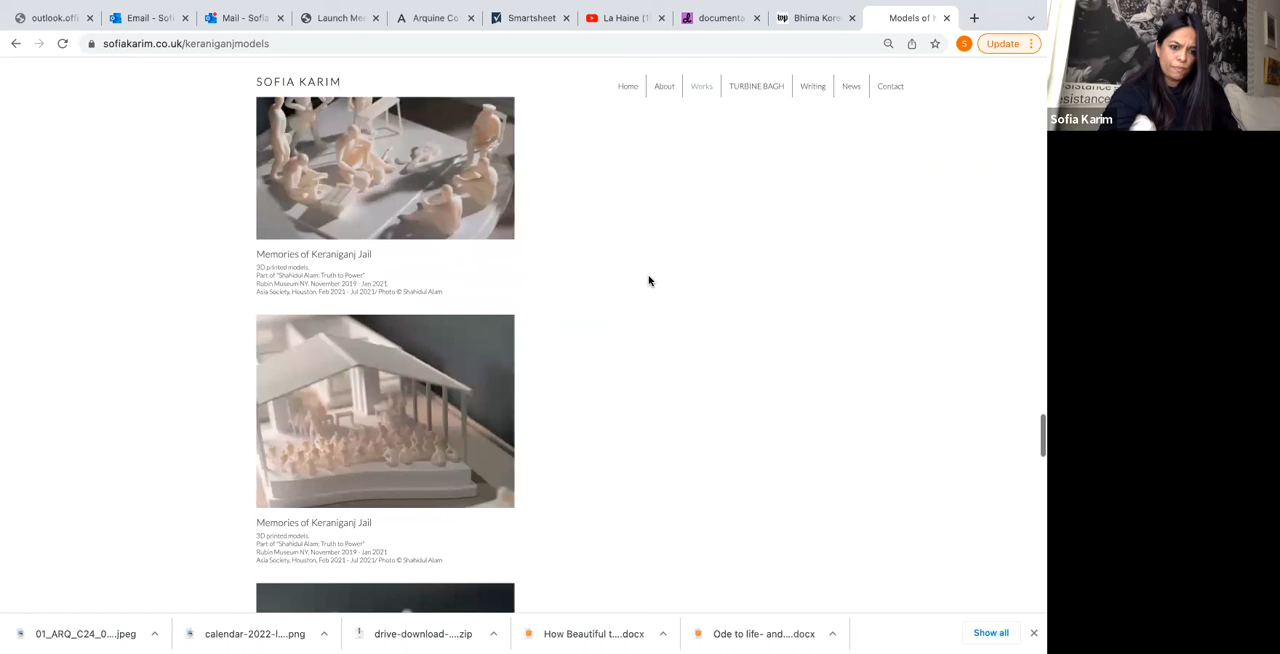 outlook.offi
Email - Sofi
Mail - Sofia
Launch Mee
Arquine Co
Smartsheet
La Haine (1
documenta
Bhima Kore
Models of
sofiakarim.co.uk/keraniganjmodels
S
Update
SOFIA KARIM
Home
About
Works
TURBINE BAGH
Writing
News
Contact
Sofia Karim
esistance
Memories of Keraniganj Jail
3D printed models.
Part of "Shahidul Alam: Truth to Power"
Rubin Museum NY, November 2019 - Jan 2021
Asia Society, Houston, Feb 2021 - Jul 2021/ Photo © Shahidul Alam
Memories of Keraniganj Jail
3D printed models.
Part of "Shahidul Alam: Truth to Power"
Rubin Museum NY, November 2019 - Jan 2021
Asia Society, Houston, Feb 2021 - Jul 2021/ Photo © Shahidul Alam
01_ARQ_C24_0....jpeg
calendar-2022-l....png
drive-download-....zip
How Beautiful t....docx
Ode to life- and....docx
Show all